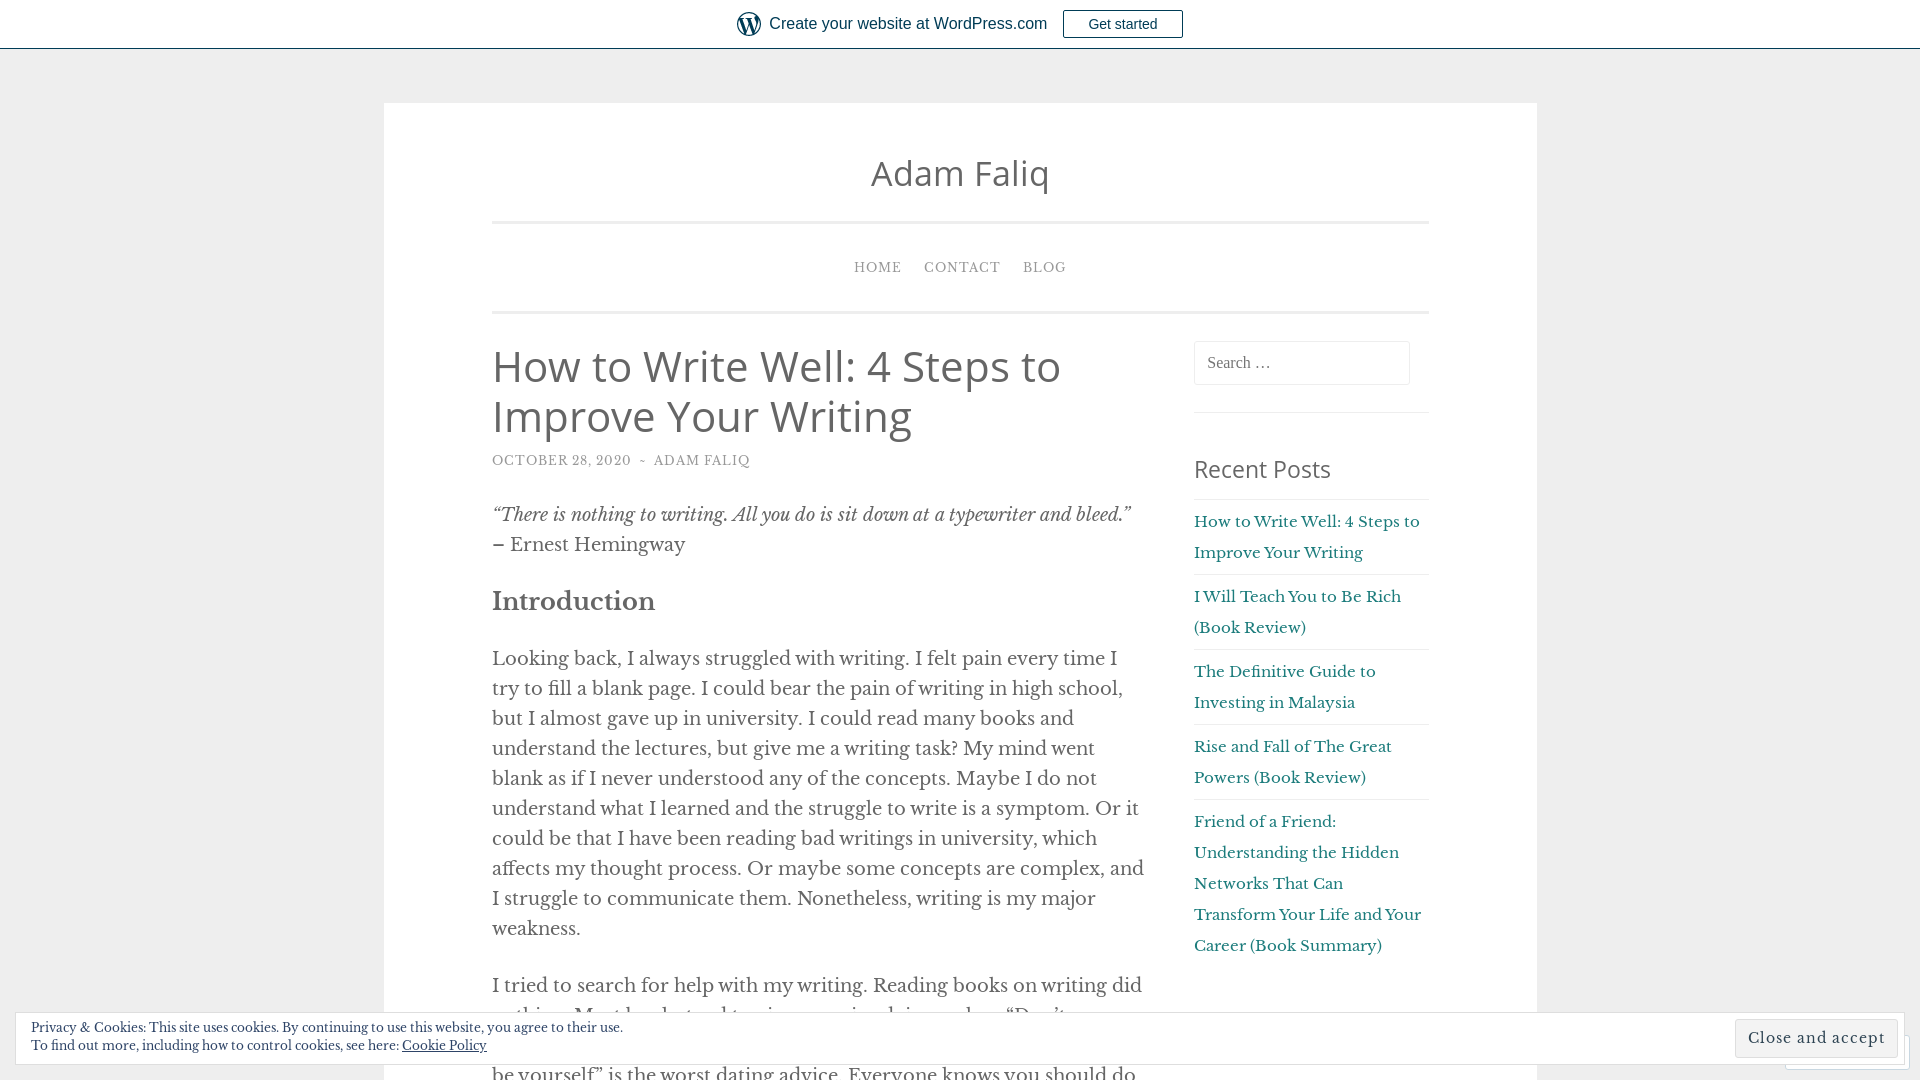 Create your website at WordPress.com
Get started
Adam Faliq
HOME CONTACT BLOG
How to Write Well: 4 Steps to
Improve Your Writing
OCTOBER 28, 2020 ~ ADAM FALIQ
“There is nothing to writing. All you do is sit down at a typewriter and bleed.”
– Ernest Hemingway
Introduction
Looking back, I always struggled with writing. I felt pain every time I
try to fill a blank page. I could bear the pain of writing in high school,
but I almost gave up in university. I could read many books and
understand the lectures, but give me a writing task? My mind went
blank as if I never understood any of the concepts. Maybe I do not
understand what I learned and the struggle to write is a symptom. Or it
could be that I have been reading bad writings in university, which
affects my thought process. Or maybe some concepts are complex, and
I struggle to communicate them. Nonetheless, writing is my major
weakness.
I tried to search for help with my writing. Reading books on writing did
be yourself” is the worst dating advice. Everyone knows you should do
Search …
Recent Posts
How to Write Well: 4 Steps to
Improve Your Writing
I Will Teach You to Be Rich
(Book Review)
The Definitive Guide to
Investing in Malaysia
Rise and Fall of The Great
Powers (Book Review)
Friend of a Friend:
Understanding the Hidden
Networks That Can
Transform Your Life and Your
Career (Book Summary)
Privacy & Cookies: This site uses cookies. By continuing to use this website, you agree to their use.
To find out more, including how to control cookies, see here: Cookie Policy
Close and accept